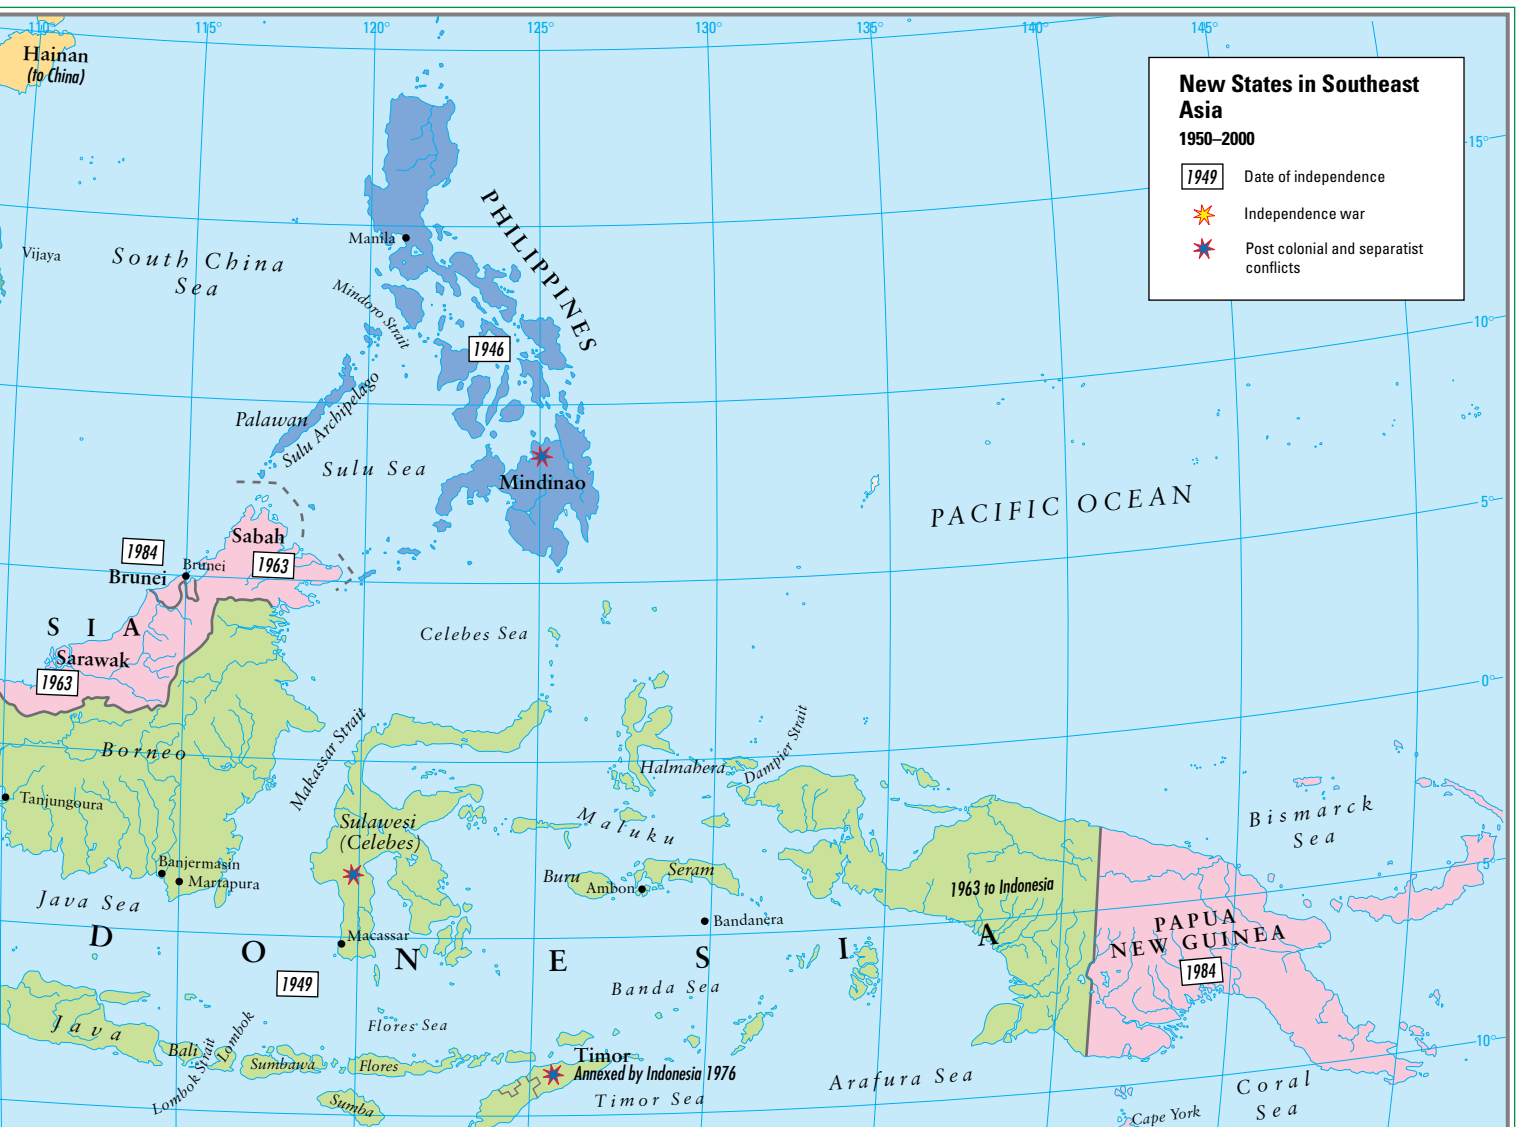 110°
115°
120°
125°
130°
135°
140°
145°
Hainan
(to China)
New States in Southeast
Asia
1950–2000
1949 Date of independence
Independence war
Post colonial and separatist
conflicts
15°
PHILIPPINES
Manila
Vijaya
South China
Sea
Mindoro Strait
10°
1946
Palawan
Sulu Archipelago
Sulu Sea
Mindinao
PACIFIC OCEAN
5°
Sabah
1984
1963
Brunei
Brunei
SIA
Celebes Sea
Sarawak
1963
0°
Makassar Strait
Borneo
Halmahera
Dampier Strait
Tanjungoura
Bismarck
Sea
Sulawesi
(Celebes)
Maluku
5°
Banjermasin
Martapura
Buru
Seram
Ambon
1963 to Indonesia
Java Sea
Bandanera
PAPUA
NEW GUINEA
Macassar
DONESIA
1984
1949
Banda Sea
Java
Flores Sea
10°
Bali
Lombok Strait
Lombok
Sumbawa
Flores
Timor
Annexed by Indonesia 1976
Arafura Sea
Coral
Sea
Sumba
Timor Sea
Cape York